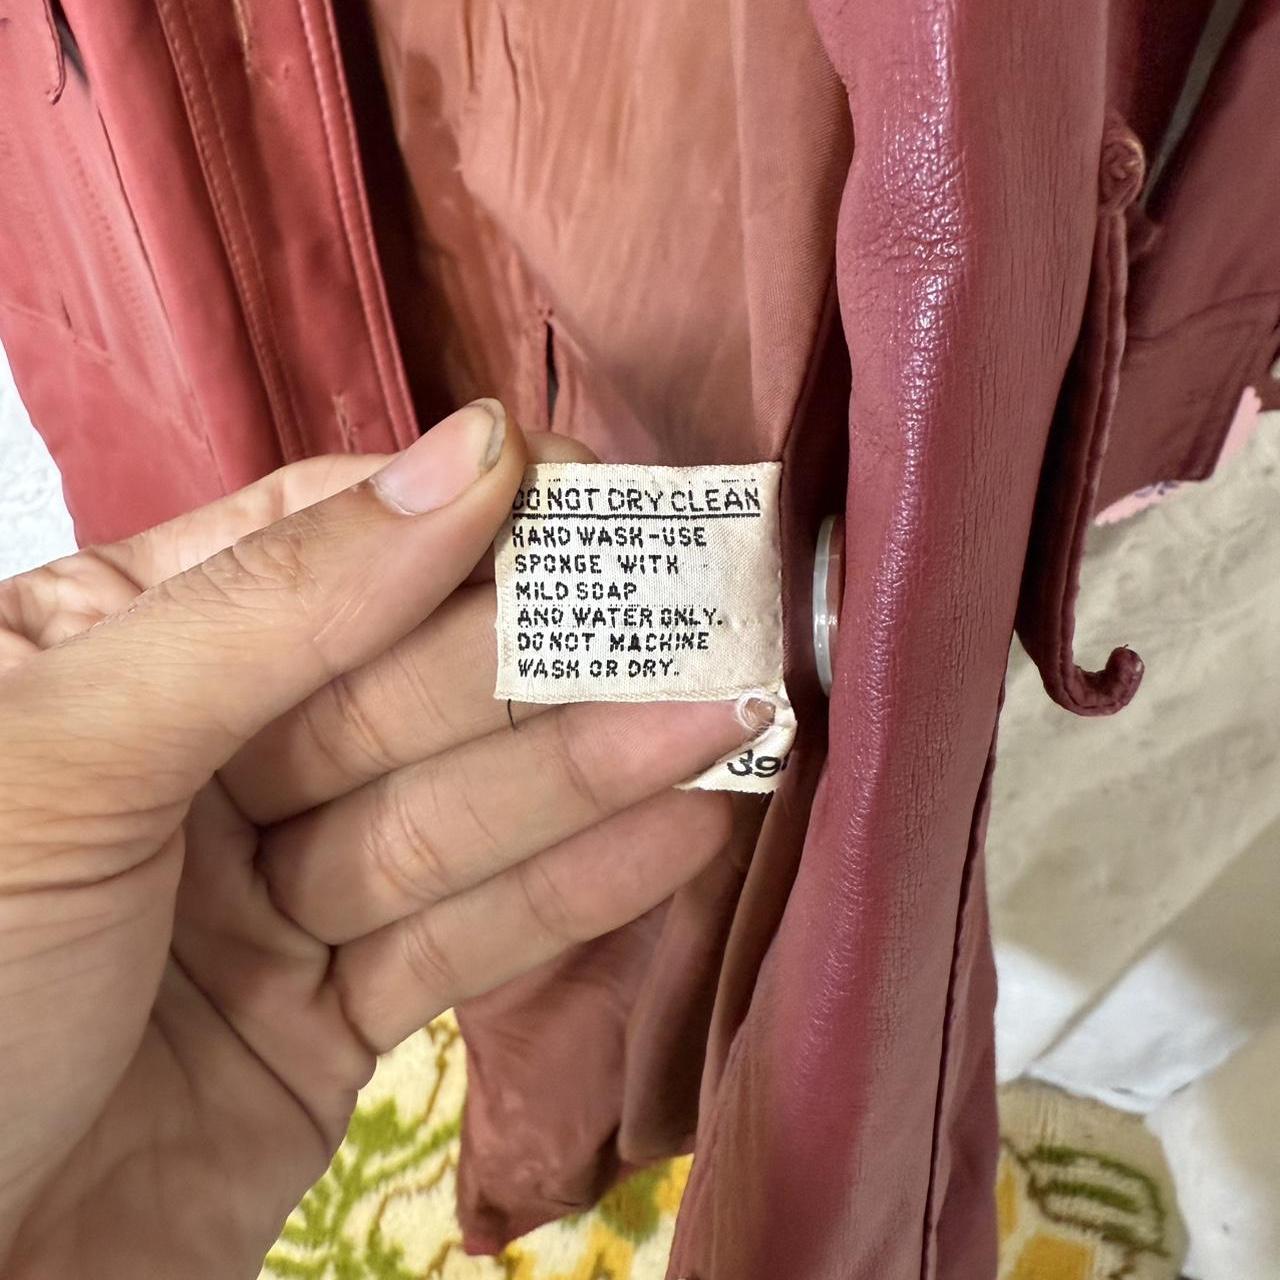 DO NOT DRY CLEAN
HAND WASH-USE
SPONGE WITH
MILD SOAP
AND WATER ONLY.
DO NOT MACHINE
WASH OR DRY.
39